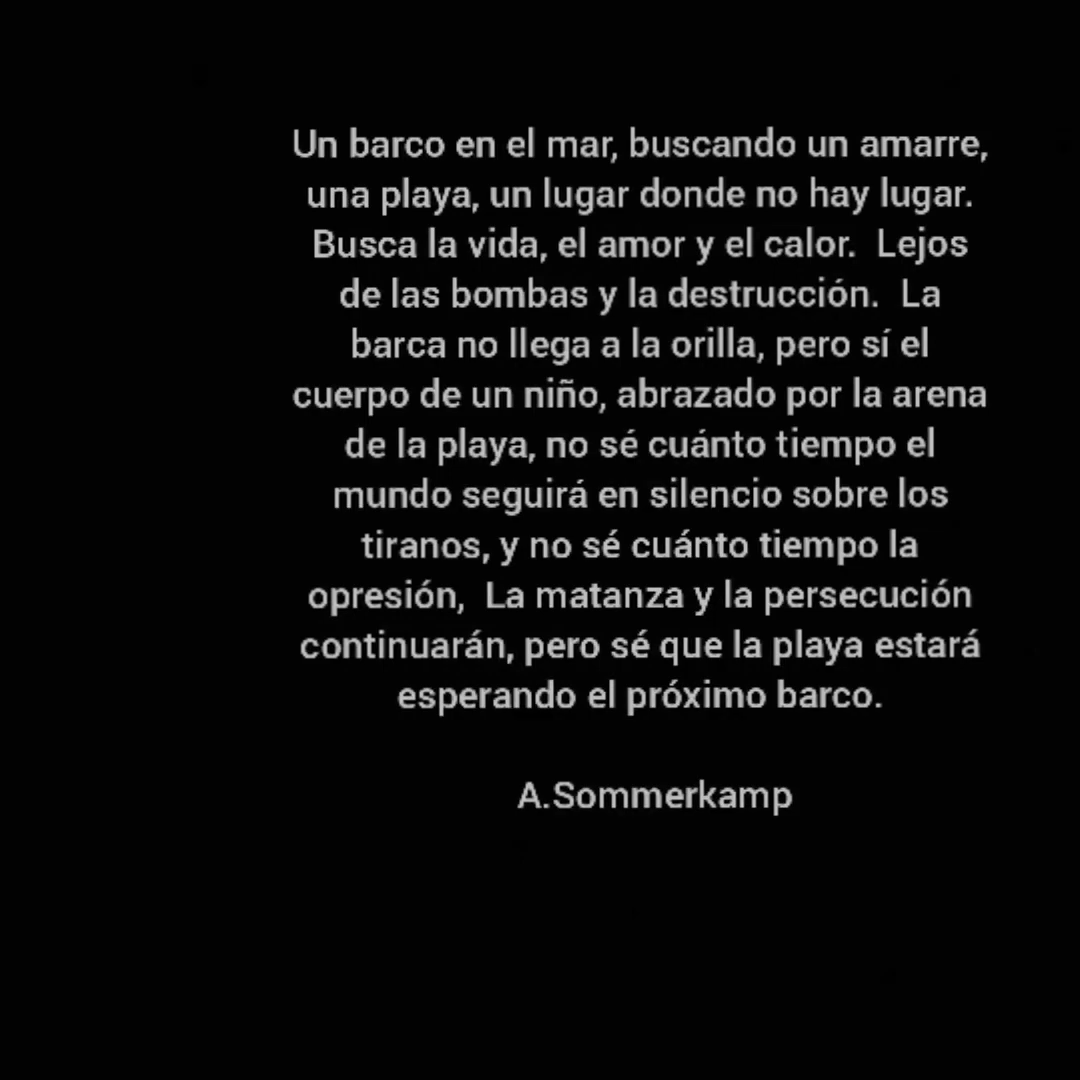 Un barco en el mar, buscando un amarre,
una playa, un lugar donde no hay lugar.
Busca la vida, el amor y el calor.  Lejos
de las bombas y la destrucción.  La
barca no llega a la orilla, pero sí el
cuerpo de un niño, abrazado por la arena
de la playa, no sé cuánto tiempo el
mundo seguirá en silencio sobre los
tiranos, y no sé cuánto tiempo la
opresión,  La matanza y la persecución
continuarán, pero sé que la playa estará
esperando el próximo barco.
A.Sommerkamp